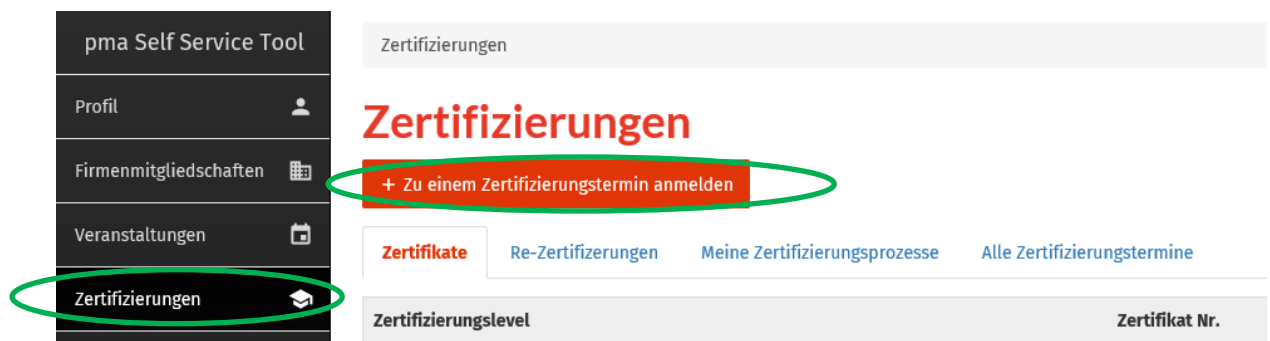 pma Self Service Tool
Profil
Firmenmitgliedschaften
Veranstaltungen
Zertifizierungen
Zertifizierungen
Zertifizierungen
+ Zu einem Zertifizierungstermin anmelden
Zertifikate Re-Zertifizerungen Meine Zertifizierungsprozesse Alle Zertifizierungstermine
Zertifizierungslevel Zertifikat Nr.